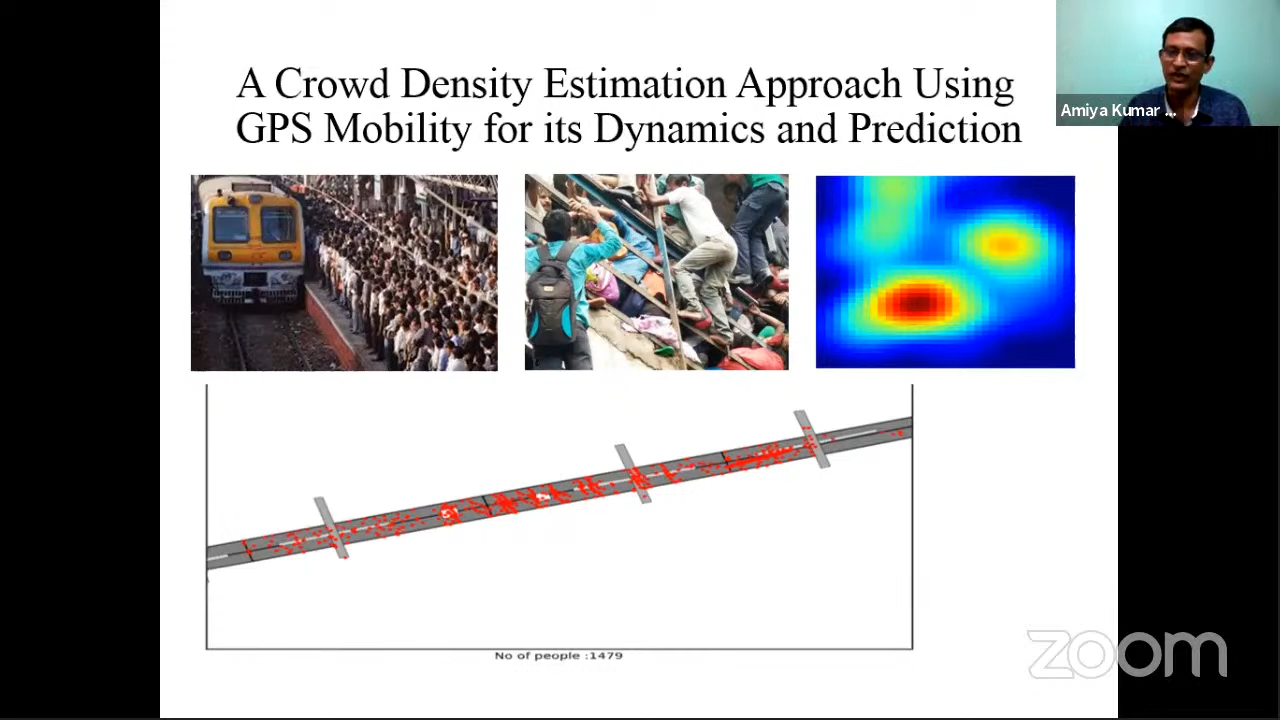 A Crowd Density Estimation Approach Using
GPS Mobility for its Dynamics and Prediction
Amiya Kumar ...
No of people :1479
zoom